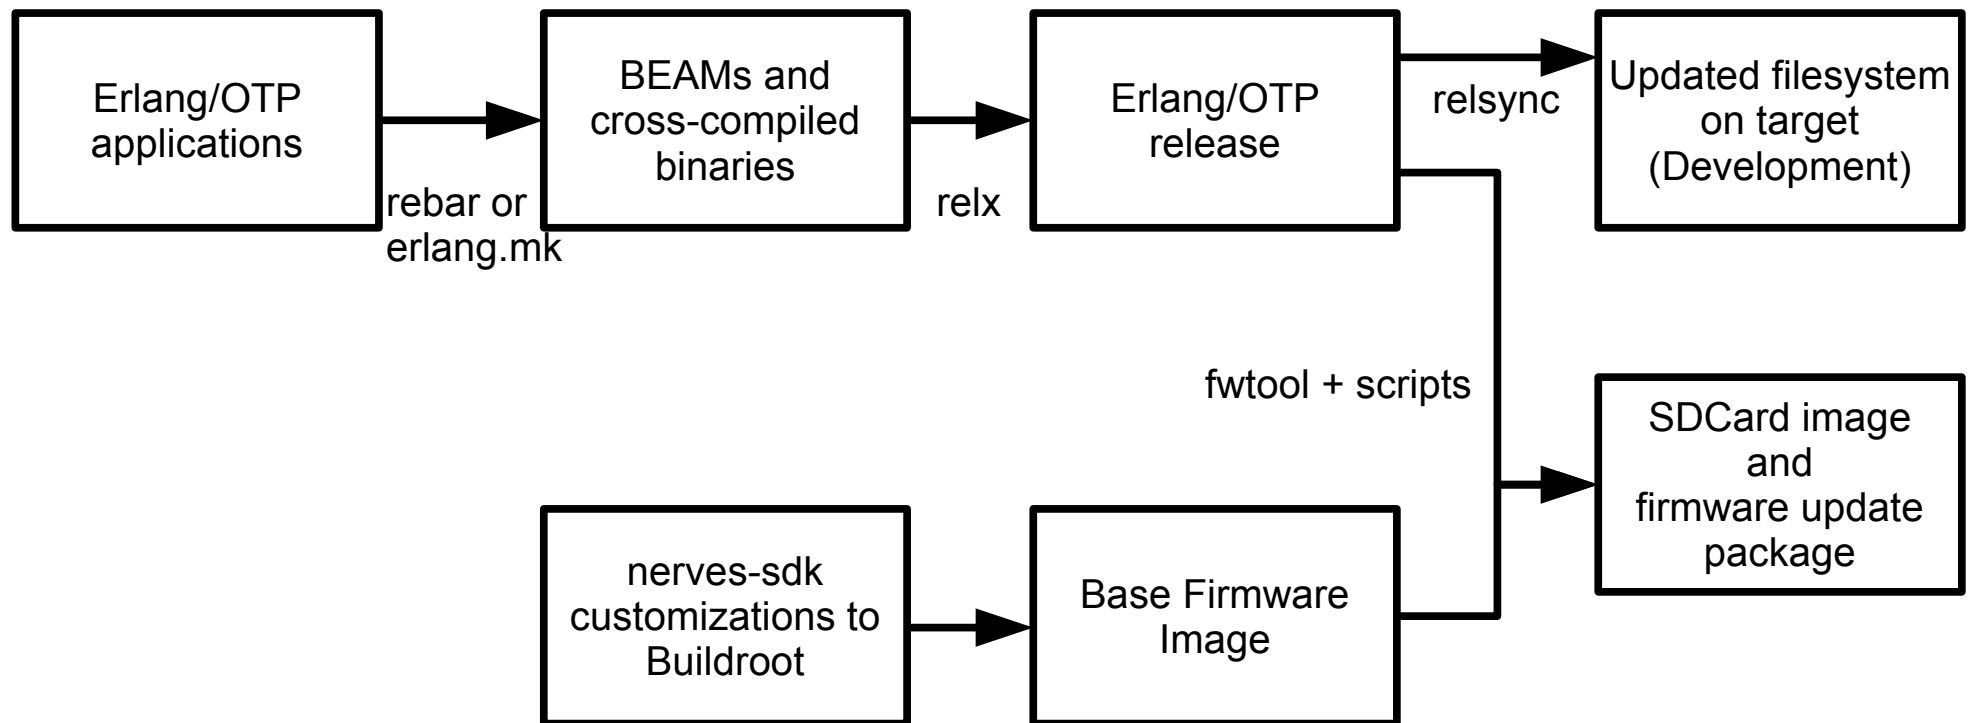 Erlang/OTP
applications
rebar or
erlang.mk
BEAMs and
cross-compiled
binaries
relx
Erlang/OTP
release
relsync
Updated filesystem
on target
(Development)
fwtool + scripts
SDCard image
and
firmware update
package
nerves-sdk
customizations to
Buildroot
Base Firmware
Image